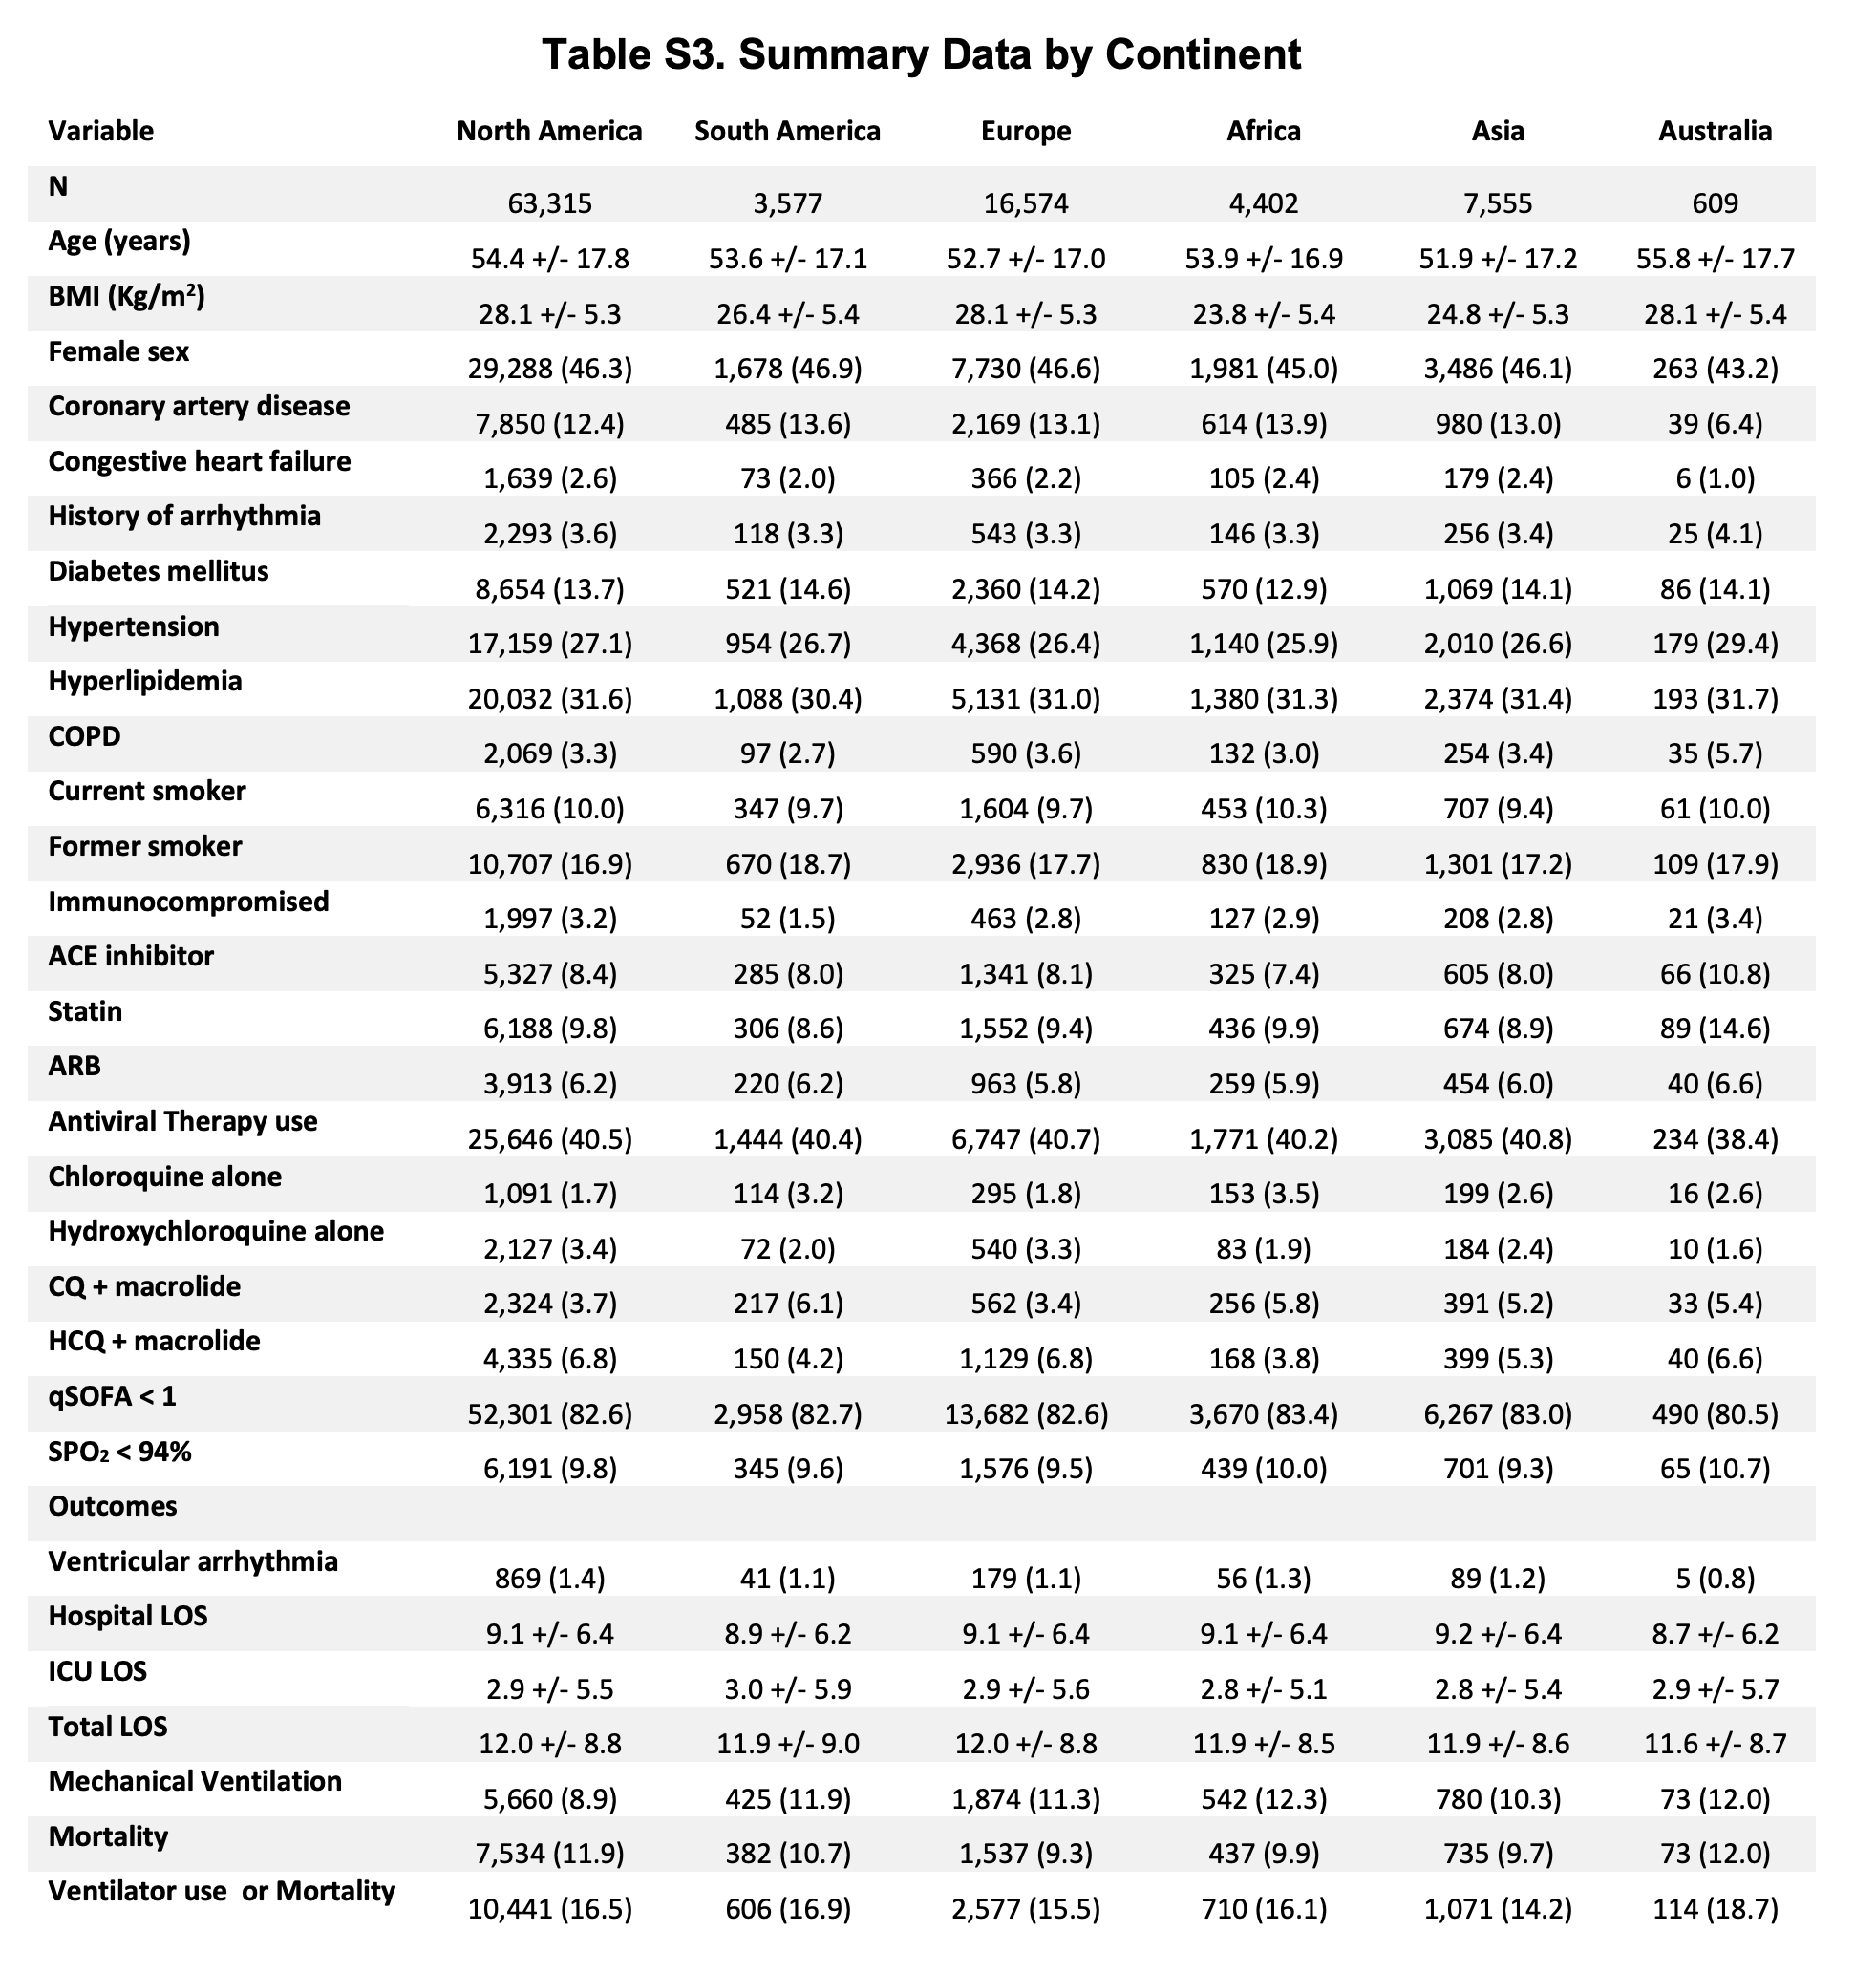 Table S3. Summary Data by Continent
Variable North America South America Europe Africa Asia Australia
N 63,315 3,577 16,574 4,402 7,555 609
Age (years) 54.4 +/- 17.8 53.6 +/- 17.1 52.7 +/- 17.0 53.9 +/- 16.9 51.9 +/- 17.2 55.8 +/- 17.7
BMI (Kg/m²) 28.1 +/- 5.3 26.4 +/- 5.4 28.1 +/- 5.3 23.8 +/- 5.4 24.8 +/- 5.3 28.1 +/- 5.4
Female sex 29,288 (46.3) 1,678 (46.9) 7,730 (46.6) 1,981 (45.0) 3,486 (46.1) 263 (43.2)
Coronary artery disease 7,850 (12.4) 485 (13.6) 2,169 (13.1) 614 (13.9) 980 (13.0) 39 (6.4)
Congestive heart failure 1,639 (2.6) 73 (2.0) 366 (2.2) 105 (2.4) 179 (2.4) 6 (1.0)
History of arrhythmia 2,293 (3.6) 118 (3.3) 543 (3.3) 146 (3.3) 256 (3.4) 25 (4.1)
Diabetes mellitus 8,654 (13.7) 521 (14.6) 2,360 (14.2) 570 (12.9) 1,069 (14.1) 86 (14.1)
Hypertension 17,159 (27.1) 954 (26.7) 4,368 (26.4) 1,140 (25.9) 2,010 (26.6) 179 (29.4)
Hyperlipidemia 20,032 (31.6) 1,088 (30.4) 5,131 (31.0) 1,380 (31.3) 2,374 (31.4) 193 (31.7)
COPD 2,069 (3.3) 97 (2.7) 590 (3.6) 132 (3.0) 254 (3.4) 35 (5.7)
Current smoker 6,316 (10.0) 347 (9.7) 1,604 (9.7) 453 (10.3) 707 (9.4) 61 (10.0)
Former smoker 10,707 (16.9) 670 (18.7) 2,936 (17.7) 830 (18.9) 1,301 (17.2) 109 (17.9)
Immunocompromised 1,997 (3.2) 52 (1.5) 463 (2.8) 127 (2.9) 208 (2.8) 21 (3.4)
ACE inhibitor 5,327 (8.4) 285 (8.0) 1,341 (8.1) 325 (7.4) 605 (8.0) 66 (10.8)
Statin 6,188 (9.8) 306 (8.6) 1,552 (9.4) 436 (9.9) 674 (8.9) 89 (14.6)
ARB 3,913 (6.2) 220 (6.2) 963 (5.8) 259 (5.9) 454 (6.0) 40 (6.6)
Antiviral Therapy use 25,646 (40.5) 1,444 (40.4) 6,747 (40.7) 1,771 (40.2) 3,085 (40.8) 234 (38.4)
Chloroquine alone 1,091 (1.7) 114 (3.2) 295 (1.8) 153 (3.5) 199 (2.6) 16 (2.6)
Hydroxychloroquine alone 2,127 (3.4) 72 (2.0) 540 (3.3) 83 (1.9) 184 (2.4) 10 (1.6)
CQ + macrolide 2,324 (3.7) 217 (6.1) 562 (3.4) 256 (5.8) 391 (5.2) 33 (5.4)
HCQ + macrolide 4,335 (6.8) 150 (4.2) 1,129 (6.8) 168 (3.8) 399 (5.3) 40 (6.6)
qSOFA < 1 52,301 (82.6) 2,958 (82.7) 13,682 (82.6) 3,670 (83.4) 6,267 (83.0) 490 (80.5)
SPO₂ < 94% 6,191 (9.8) 345 (9.6) 1,576 (9.5) 439 (10.0) 701 (9.3) 65 (10.7)
Outcomes
Ventricular arrhythmia 869 (1.4) 41 (1.1) 179 (1.1) 56 (1.3) 89 (1.2) 5 (0.8)
Hospital LOS 9.1 +/- 6.4 8.9 +/- 6.2 9.1 +/- 6.4 9.1 +/- 6.4 9.2 +/- 6.4 8.7 +/- 6.2
ICU LOS 2.9 +/- 5.5 3.0 +/- 5.9 2.9 +/- 5.6 2.8 +/- 5.1 2.8 +/- 5.4 2.9 +/- 5.7
Total LOS 12.0 +/- 8.8 11.9 +/- 9.0 12.0 +/- 8.8 11.9 +/- 8.5 11.9 +/- 8.6 11.6 +/- 8.7
Mechanical Ventilation 5,660 (8.9) 425 (11.9) 1,874 (11.3) 542 (12.3) 780 (10.3) 73 (12.0)
Mortality 7,534 (11.9) 382 (10.7) 1,537 (9.3) 437 (9.9) 735 (9.7) 73 (12.0)
Ventilator use or Mortality 10,441 (16.5) 606 (16.9) 2,577 (15.5) 710 (16.1) 1,071 (14.2) 114 (18.7)